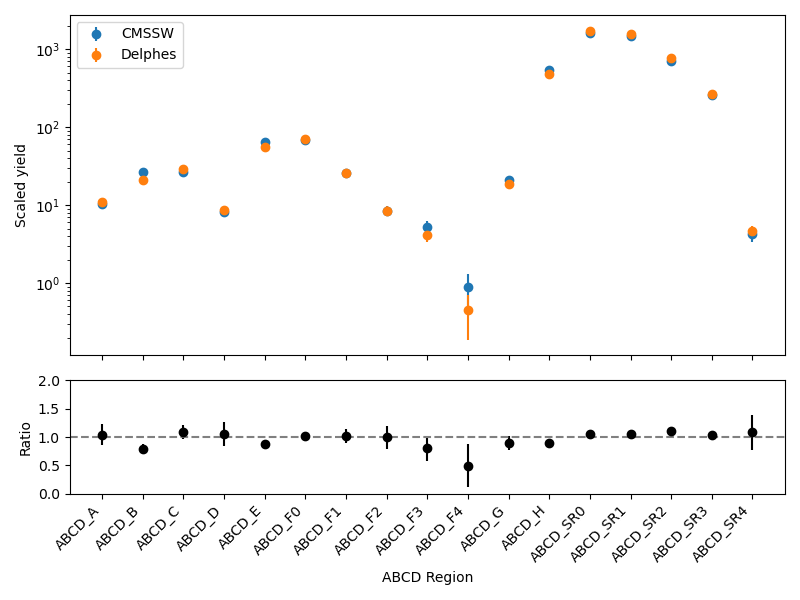 CMSSW
Delphes
Scaled yield
10³
10²
10¹
10⁰
Ratio
2.0
1.5
1.0
0.5
0.0
ABCD_A
ABCD_B
ABCD_C
ABCD_D
ABCD_E
ABCD_F0
ABCD_F1
ABCD_F2
ABCD_F3
ABCD_F4
ABCD_G
ABCD_H
ABCD_SR0
ABCD_SR1
ABCD_SR2
ABCD_SR3
ABCD_SR4
ABCD Region